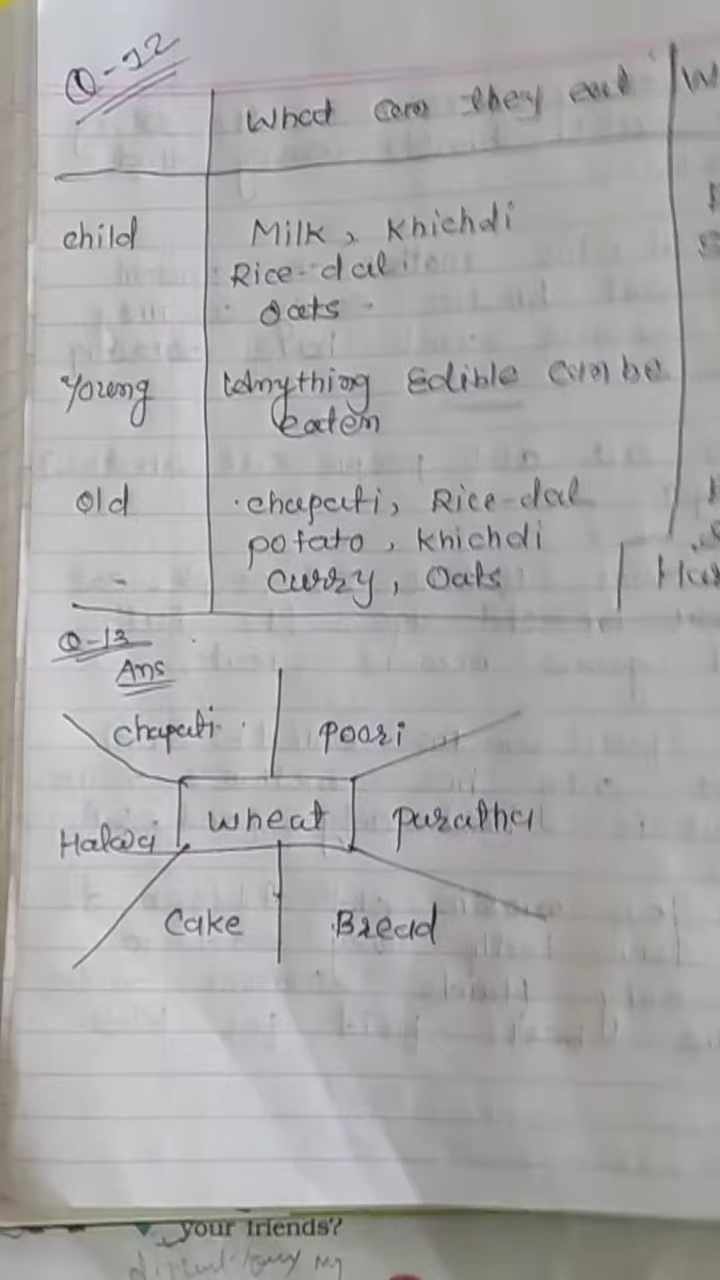 Q-12
What can they eat
child Milk, Khichdi
Rice-dal
Oats
Young Anything Edible can be
Eaten
Old chapati, Rice-dal
potato, Khichdi
Curry, Oats
Q-13
Ans
chapati Poori
Halwa Wheat paratha
Cake Bread
your friends?